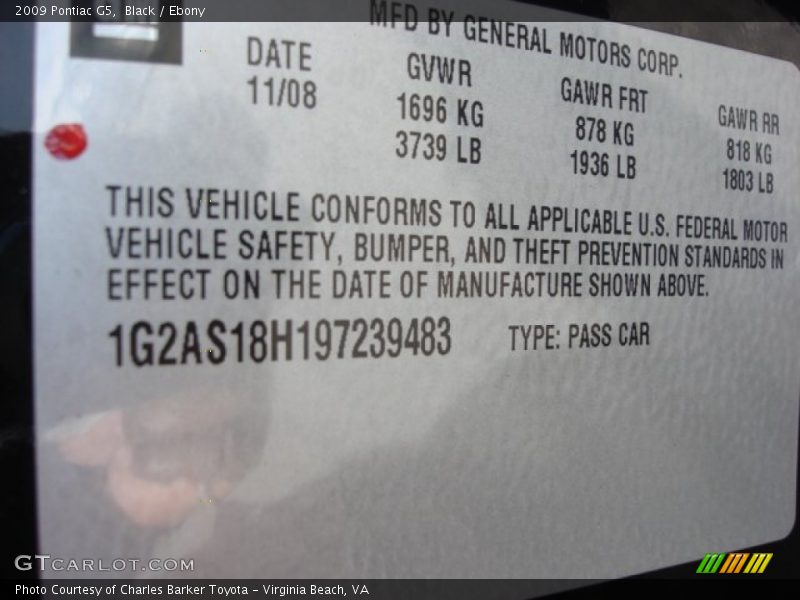 2009 Pontiac G5, Black / Ebony
MFD BY GENERAL MOTORS CORP.
DATE GVWR GAWR FRT GAWR RR
11/08 1696 KG 878 KG 818 KG
3739 LB 1936 LB 1803 LB
THIS VEHICLE CONFORMS TO ALL APPLICABLE U.S. FEDERAL MOTOR
VEHICLE SAFETY, BUMPER, AND THEFT PREVENTION STANDARDS IN
EFFECT ON THE DATE OF MANUFACTURE SHOWN ABOVE.
1G2AS18H197239483 TYPE: PASS CAR
GTCARLOT.COM
Photo Courtesy of Charles Barker Toyota - Virginia Beach, VA